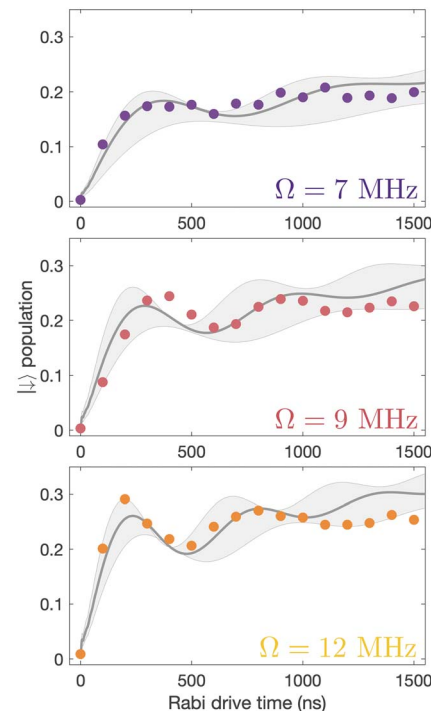 0.3
0.2
0.1
0
0 500 1000 1500
Ω = 7 MHz
|↓⟩ population
0.3
0.2
0.1
0
0 500 1000 1500
Ω = 9 MHz
0.3
0.2
0.1
0
0 500 1000 1500
Ω = 12 MHz
Rabi drive time (ns)